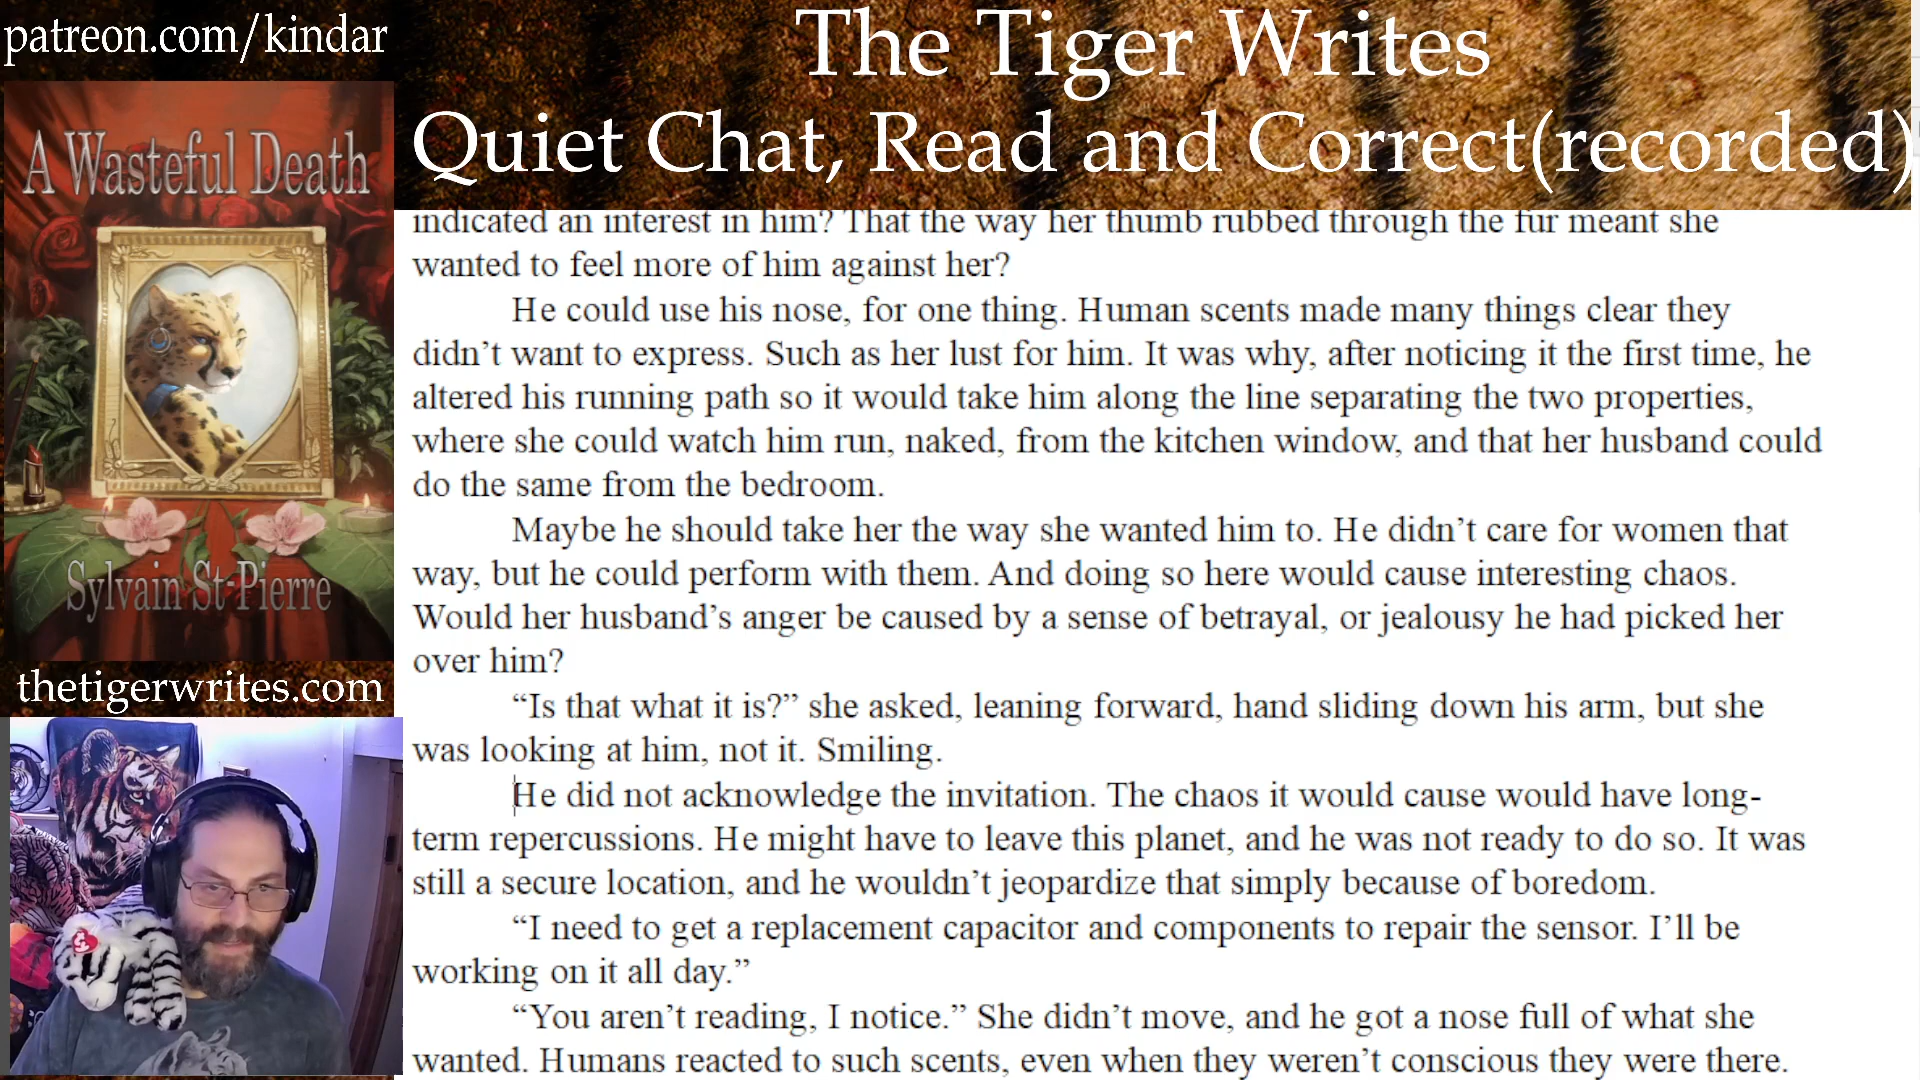 patreon.com/kindar
The Tiger Writes
Quiet Chat, Read and Correct(recorded)
A Wasteful Death
Sylvain St-Pierre
thetigerwrites.com
indicated an interest in him? That the way her thumb rubbed through the fur meant she
wanted to feel more of him against her?
He could use his nose, for one thing. Human scents made many things clear they
didn’t want to express. Such as her lust for him. It was why, after noticing it the first time, he
altered his running path so it would take him along the line separating the two properties,
where she could watch him run, naked, from the kitchen window, and that her husband could
do the same from the bedroom.
Maybe he should take her the way she wanted him to. He didn’t care for women that
way, but he could perform with them. And doing so here would cause interesting chaos.
Would her husband’s anger be caused by a sense of betrayal, or jealousy he had picked her
over him?
“Is that what it is?” she asked, leaning forward, hand sliding down his arm, but she
was looking at him, not it. Smiling.
He did not acknowledge the invitation. The chaos it would cause would have long-
term repercussions. He might have to leave this planet, and he was not ready to do so. It was
still a secure location, and he wouldn’t jeopardize that simply because of boredom.
“I need to get a replacement capacitor and components to repair the sensor. I’ll be
working on it all day.”
“You aren’t reading, I notice.” She didn’t move, and he got a nose full of what she
wanted. Humans reacted to such scents, even when they weren’t conscious they were there.